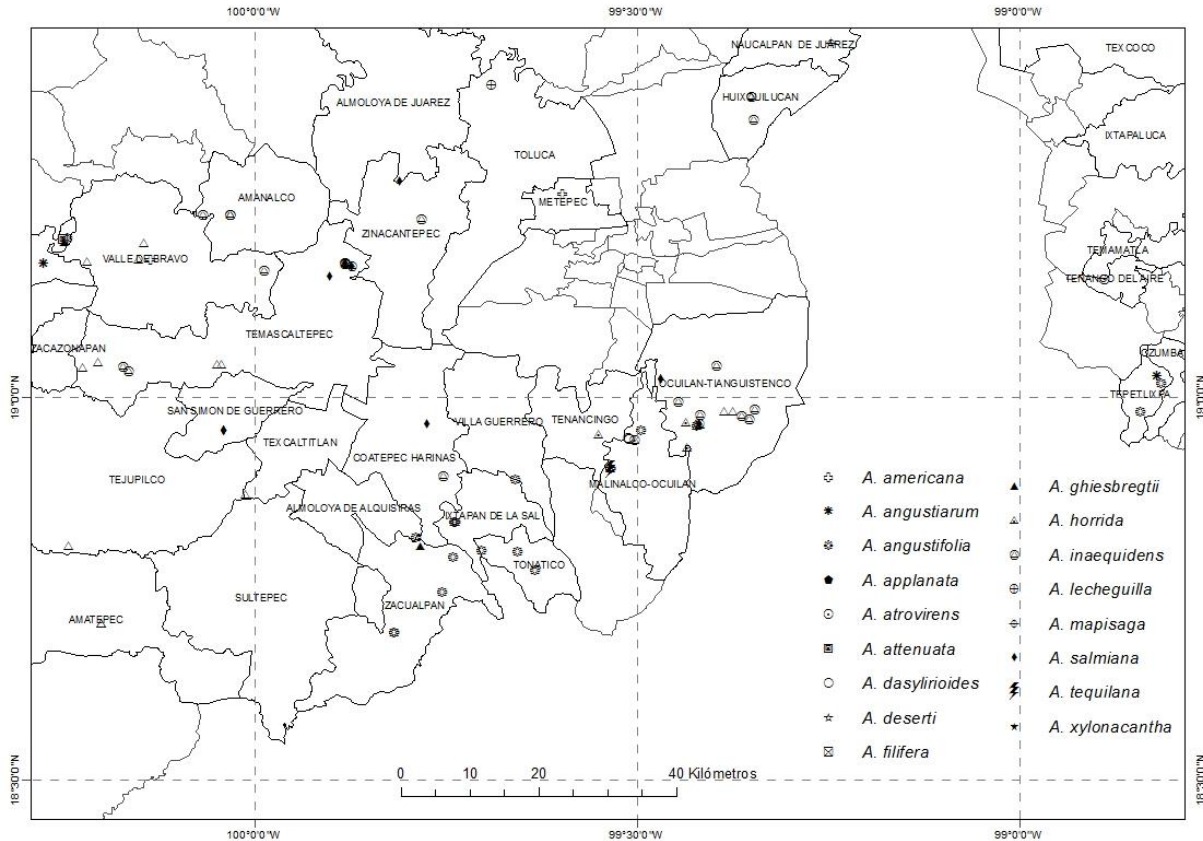 100°0'0"W 99°30'0"W 99°0'0"W
NAUCALPAN DE JUÁREZ
TEXCOCO
ALMOLOYA DE JUAREZ
HUIXQUILUCAN
IXTAPALUCA
TOLUCA
AMANALCO
METEPEC
ZINACANTEPEC
VALLE DE BRAVO
TEMAMATLA
TENANGO DEL AIRE
TEMASCALTEPEC
ZACAZONAPAN
OZUMBA
OCUILAN-TIANGUISTENCO
TEPETLIXPA
19°0'0"N 19°0'0"N
SAN SIMON DE GUERRERO
VILLA GUERRERO
TENANCINGO
TEXCALTITLAN
COATEPEC HARINAS
TEJUPILCO
MALINALCO-OCUILAN
ALMOLOYA DE ALQUISIRAS
IXTAPAN DE LA SAL
TONATICO
SULTEPEC
ZACUALPAN
AMATEPEC
A. americana
A. angustiarum
A. angustifolia
A. applanata
A. atrovirens
A. attenuata
A. dasylirioides
A. deserti
A. filifera
A. ghiesbregtii
A. horrida
A. inaequidens
A. lecheguilla
A. mapisaga
A. salmiana
A. tequilana
A. xylonacantha
0 10 20 40 Kilómetros
18°30'0"N 18°30'0"N
100°0'0"W 99°30'0"W 99°0'0"W